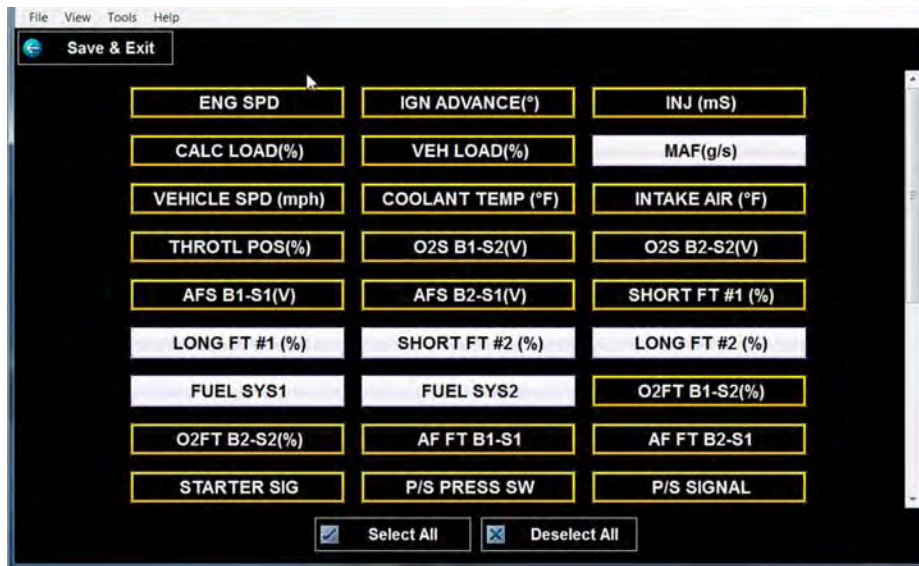 File View Tools Help
Save & Exit
ENG SPD IGN ADVANCE(°) INJ (mS)
CALC LOAD(%) VEH LOAD(%) MAF(g/s)
VEHICLE SPD (mph) COOLANT TEMP (°F) INTAKE AIR (°F)
THROTL POS(%) O2S B1-S2(V) O2S B2-S2(V)
AFS B1-S1(V) AFS B2-S1(V) SHORT FT #1 (%)
LONG FT #1 (%) SHORT FT #2 (%) LONG FT #2 (%)
FUEL SYS1 FUEL SYS2 O2FT B1-S2(%)
O2FT B2-S2(%) AF FT B1-S1 AF FT B2-S1
STARTER SIG P/S PRESS SW P/S SIGNAL
Select All Deselect All